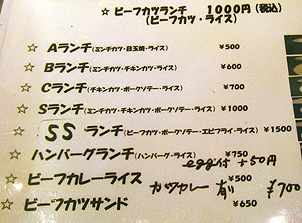 ☆ ビーフカツランチ 1000円(税込)
(ビーフカツ・ライス)
☆ Aランチ(ミンチカツ・目玉焼・ライス) ¥500
☆ Bランチ(ミンチカツ・チキンカツ・ライス) ¥600
☆ Cランチ(チキンカツ・ポークソテー・ライス) ¥700
☆ Sランチ(ミンチカツ・チキンカツ・ポークソテー・ライス) ¥1000
☆ SS ランチ(ビーフカツ・ポークソテー・エビフライ・ライス) ¥1500
☆ ハンバーグランチ(ハンバーグ・ライス) ¥750
egg付 +50円
☆ ビーフカレーライス ¥500
カツカレー 有り ¥700
☆ ビーフカツサンド ¥650